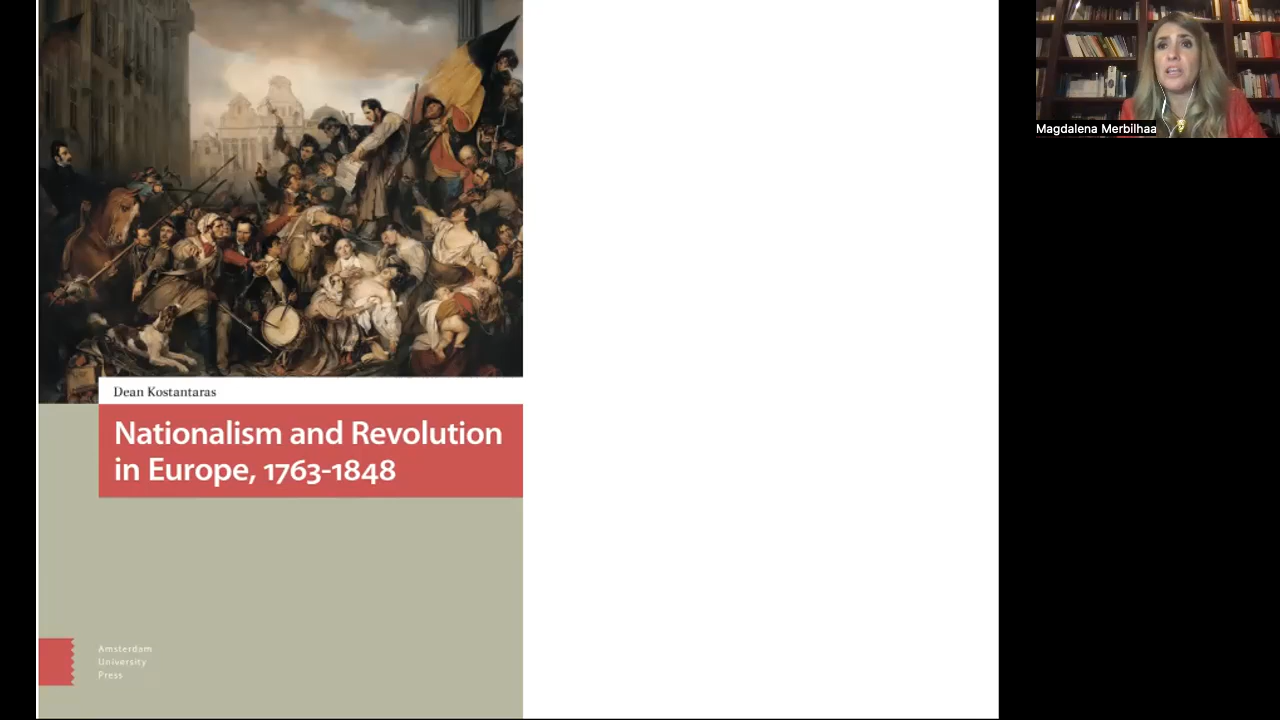 Dean Kostantaras
Nationalism and Revolution
in Europe, 1763-1848
Amsterdam
University
Press
Magdalena Merbilhaa